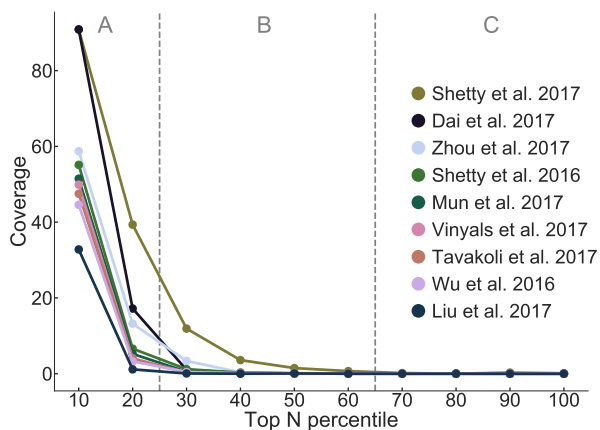 A B C
80
60
40
20
0
Coverage
Shetty et al. 2017
Dai et al. 2017
Zhou et al. 2017
Shetty et al. 2016
Mun et al. 2017
Vinyals et al. 2017
Tavakoli et al. 2017
Wu et al. 2016
Liu et al. 2017
10 20 30 40 50 60 70 80 90 100
Top N percentile